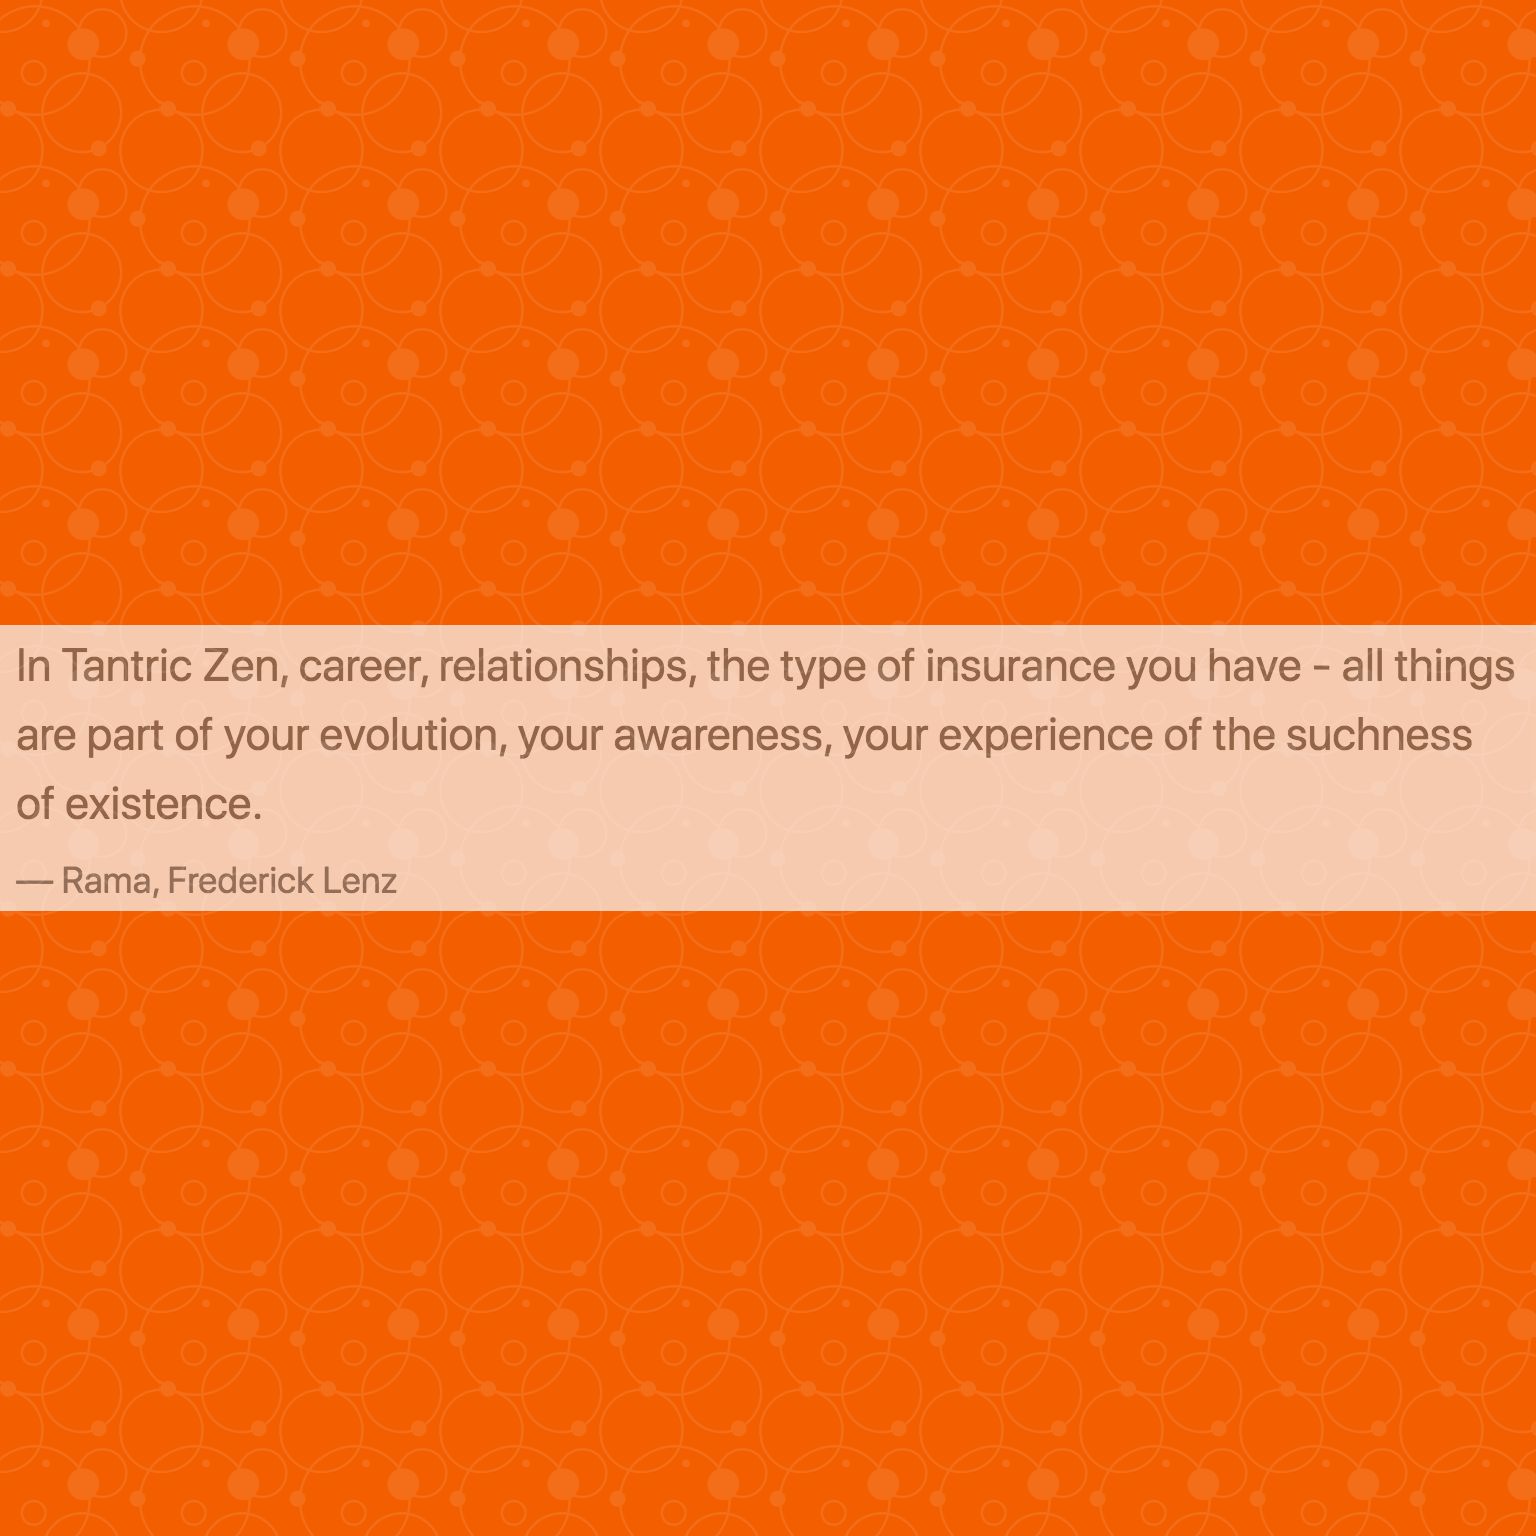 In Tantric Zen, career, relationships, the type of insurance you have - all things
are part of your evolution, your awareness, your experience of the suchness
of existence.
— Rama, Frederick Lenz